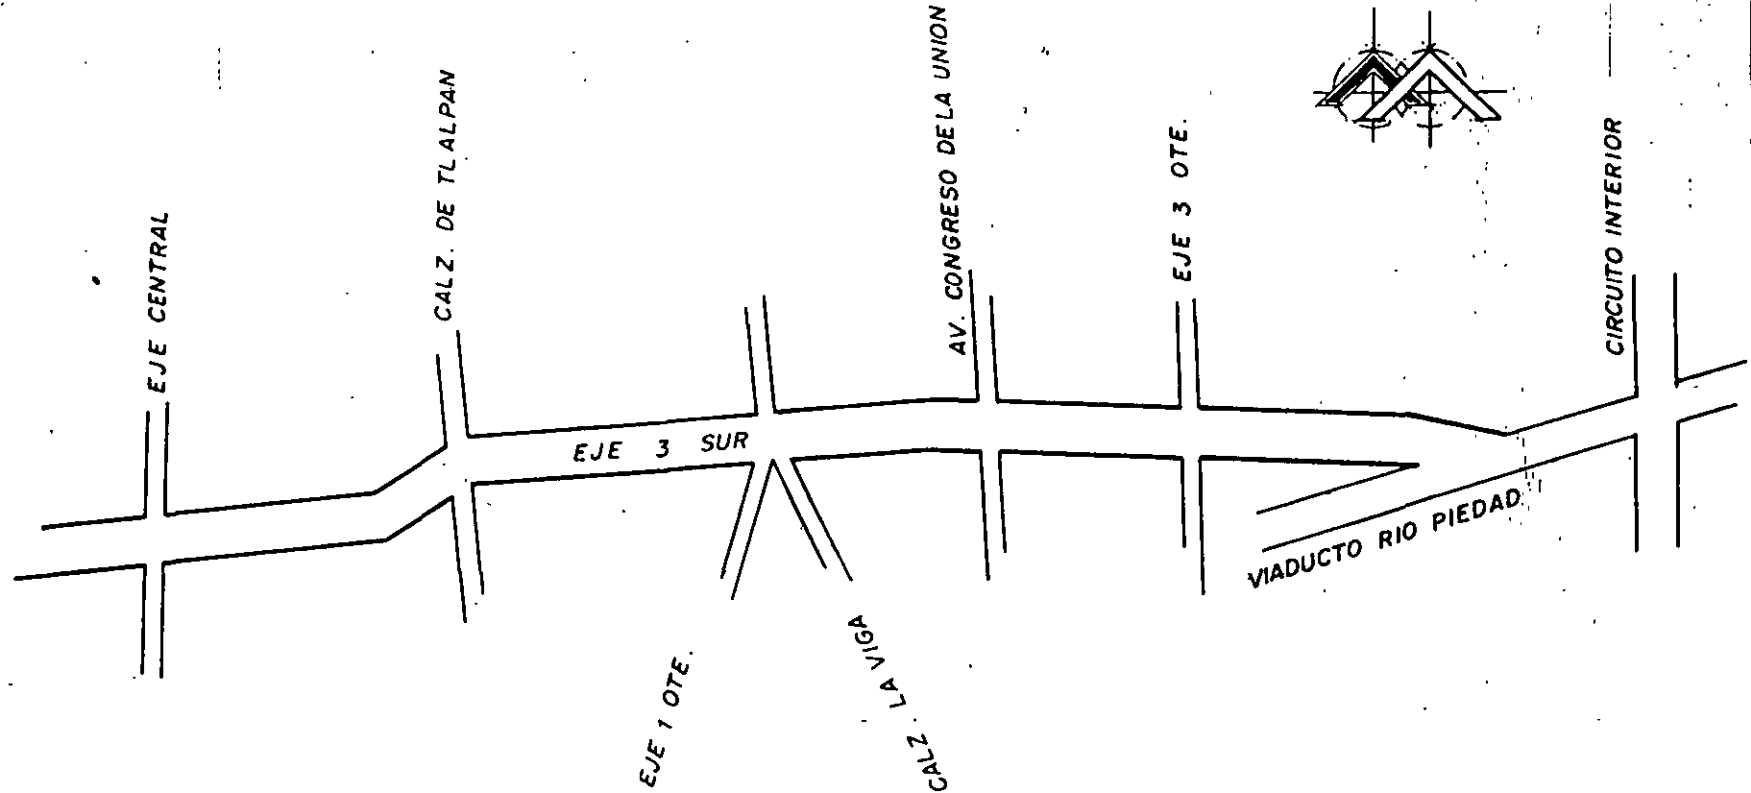 EJE CENTRAL
CALZ. DE TLALPAN
AV. CONGRESO DE LA UNION
EJE 3 OTE.
CIRCUITO INTERIOR
EJE 3 SUR
VIADUCTO RIO PIEDAD
EJE 1 OTE.
CALZ. LA VIGA